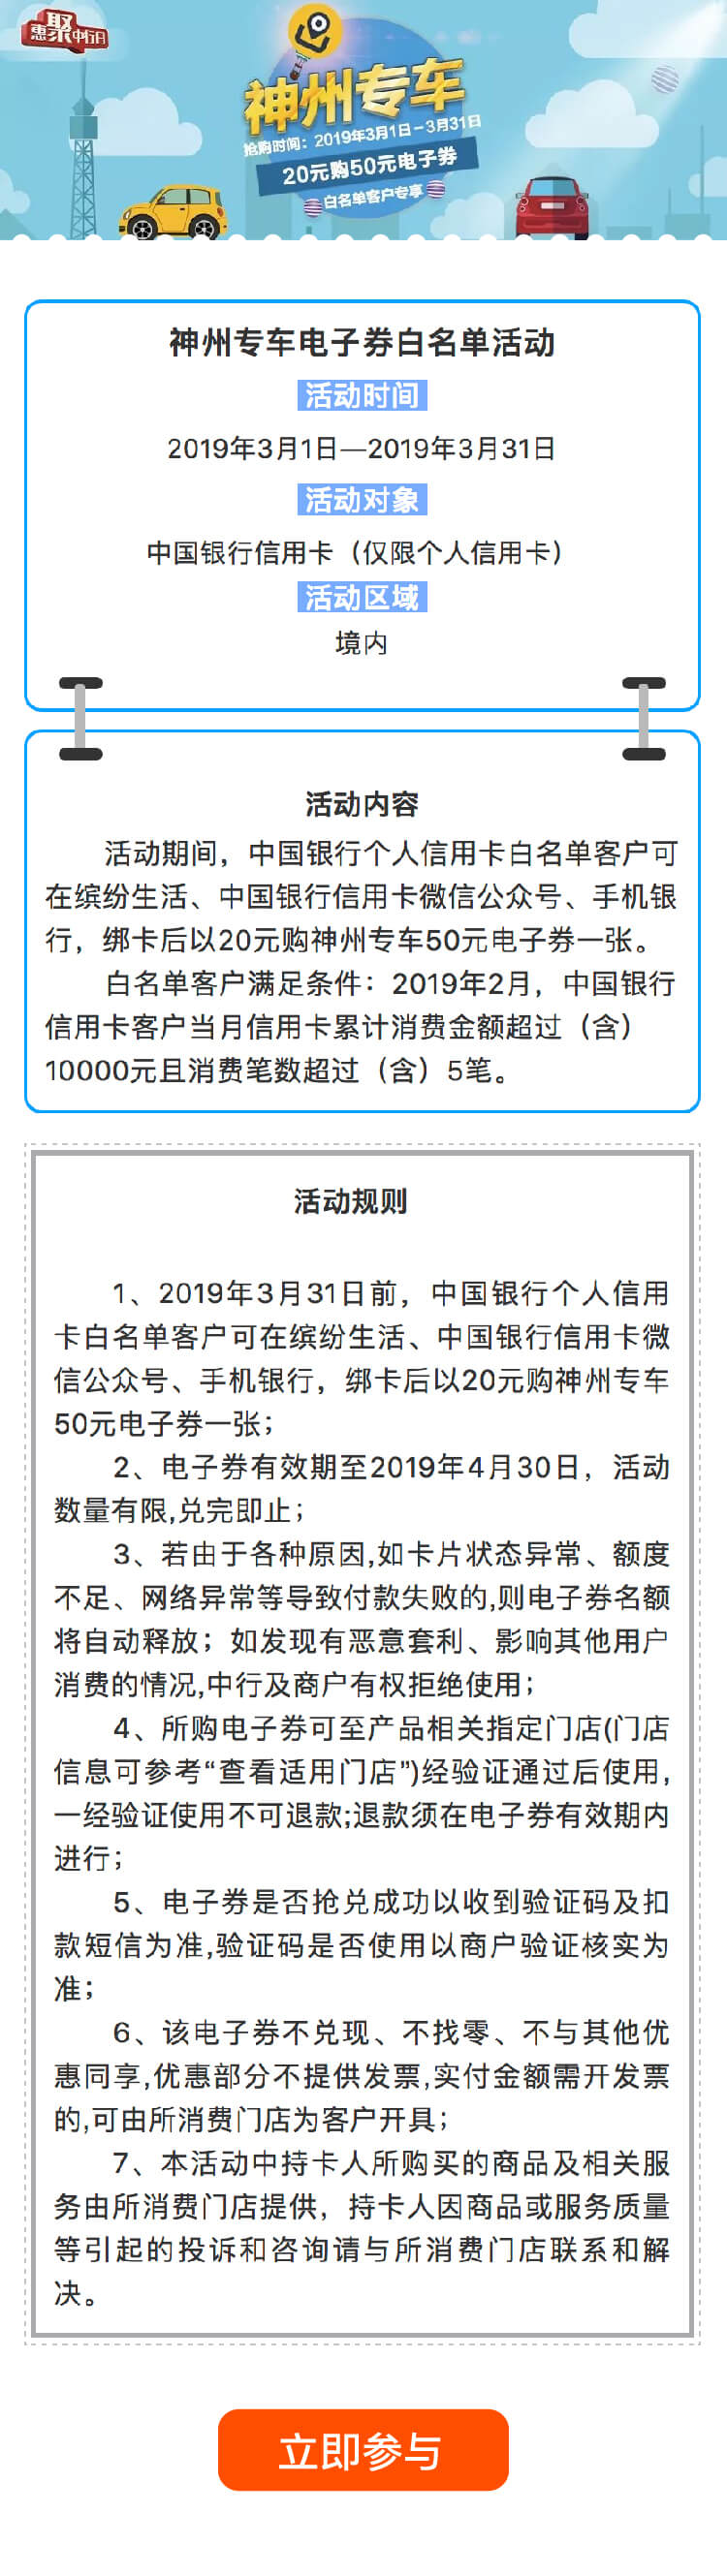 惠聚中行日
神州专车
抢购时间：2019年3月1日－3月31日
20元购50元电子券
白名单客户专享
神州专车电子券白名单活动
活动时间
2019年3月1日—2019年3月31日
活动对象
中国银行信用卡（仅限个人信用卡）
活动区域
境内
活动内容
活动期间，中国银行个人信用卡白名单客户可
在缤纷生活、中国银行信用卡微信公众号、手机银
行，绑卡后以20元购神州专车50元电子券一张。
白名单客户满足条件：2019年2月，中国银行
信用卡客户当月信用卡累计消费金额超过（含）
10000元且消费笔数超过（含）5笔。
活动规则
1、2019年3月31日前，中国银行个人信用
卡白名单客户可在缤纷生活、中国银行信用卡微
信公众号、手机银行，绑卡后以20元购神州专车
50元电子券一张；
2、电子券有效期至2019年4月30日，活动
数量有限,兑完即止；
3、若由于各种原因,如卡片状态异常、额度
不足、网络异常等导致付款失败的,则电子券名额
将自动释放；如发现有恶意套利、影响其他用户
消费的情况,中行及商户有权拒绝使用；
4、所购电子券可至产品相关指定门店(门店
信息可参考“查看适用门店”)经验证通过后使用,
一经验证使用不可退款;退款须在电子券有效期内
进行；
5、电子券是否抢兑成功以收到验证码及扣
款短信为准,验证码是否使用以商户验证核实为
准；
6、该电子券不兑现、不找零、不与其他优
惠同享,优惠部分不提供发票,实付金额需开发票
的,可由所消费门店为客户开具；
7、本活动中持卡人所购买的商品及相关服
务由所消费门店提供，持卡人因商品或服务质量
等引起的投诉和咨询请与所消费门店联系和解
决。
立即参与